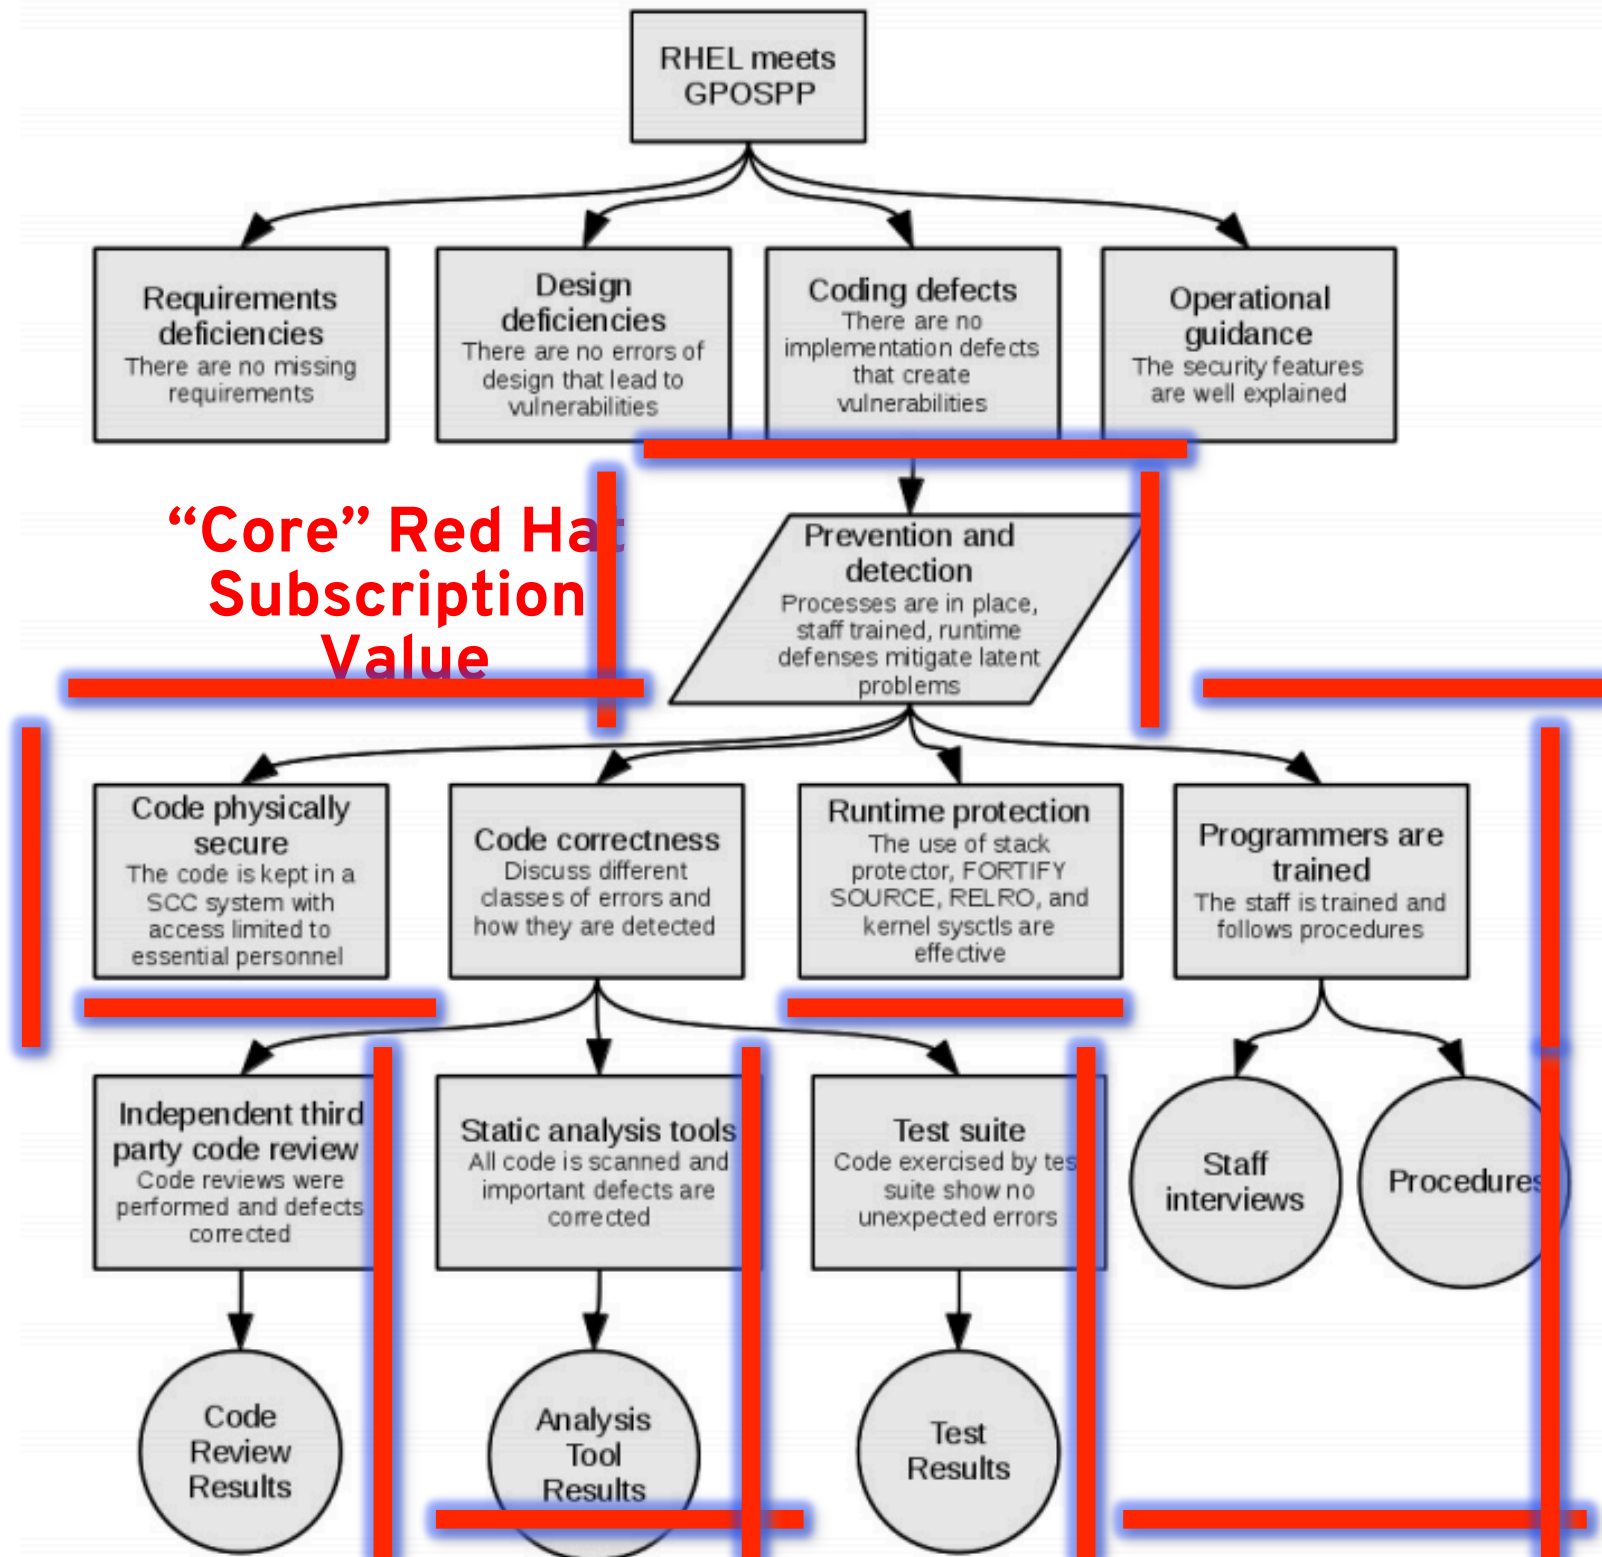 RHEL meets
GPOSPP
Requirements
deficiencies
There are no missing
requirements
Design
deficiencies
There are no errors of
design that lead to
vulnerabilities
Coding defects
There are no
implementation defects
that create
vulnerabilities
Operational
guidance
The security features
are well explained
“Core” Red Hat
Subscription
Value
Prevention and
detection
Processes are in place,
staff trained, runtime
defenses mitigate latent
problems
Code physically
secure
The code is kept in a
SCC system with
access limited to
essential personnel
Code correctness
Discuss different
classes of errors and
how they are detected
Runtime protection
The use of stack
protector, FORTIFY
SOURCE, RELRO, and
kernel sysctls are
effective
Programmers are
trained
The staff is trained and
follows procedures
Independent third
party code review
Code reviews were
performed and defects
corrected
Static analysis tools
All code is scanned and
important defects are
corrected
Test suite
Code exercised by test
suite show no
unexpected errors
Staff
interviews
Procedures
Code
Review
Results
Analysis
Tool
Results
Test
Results